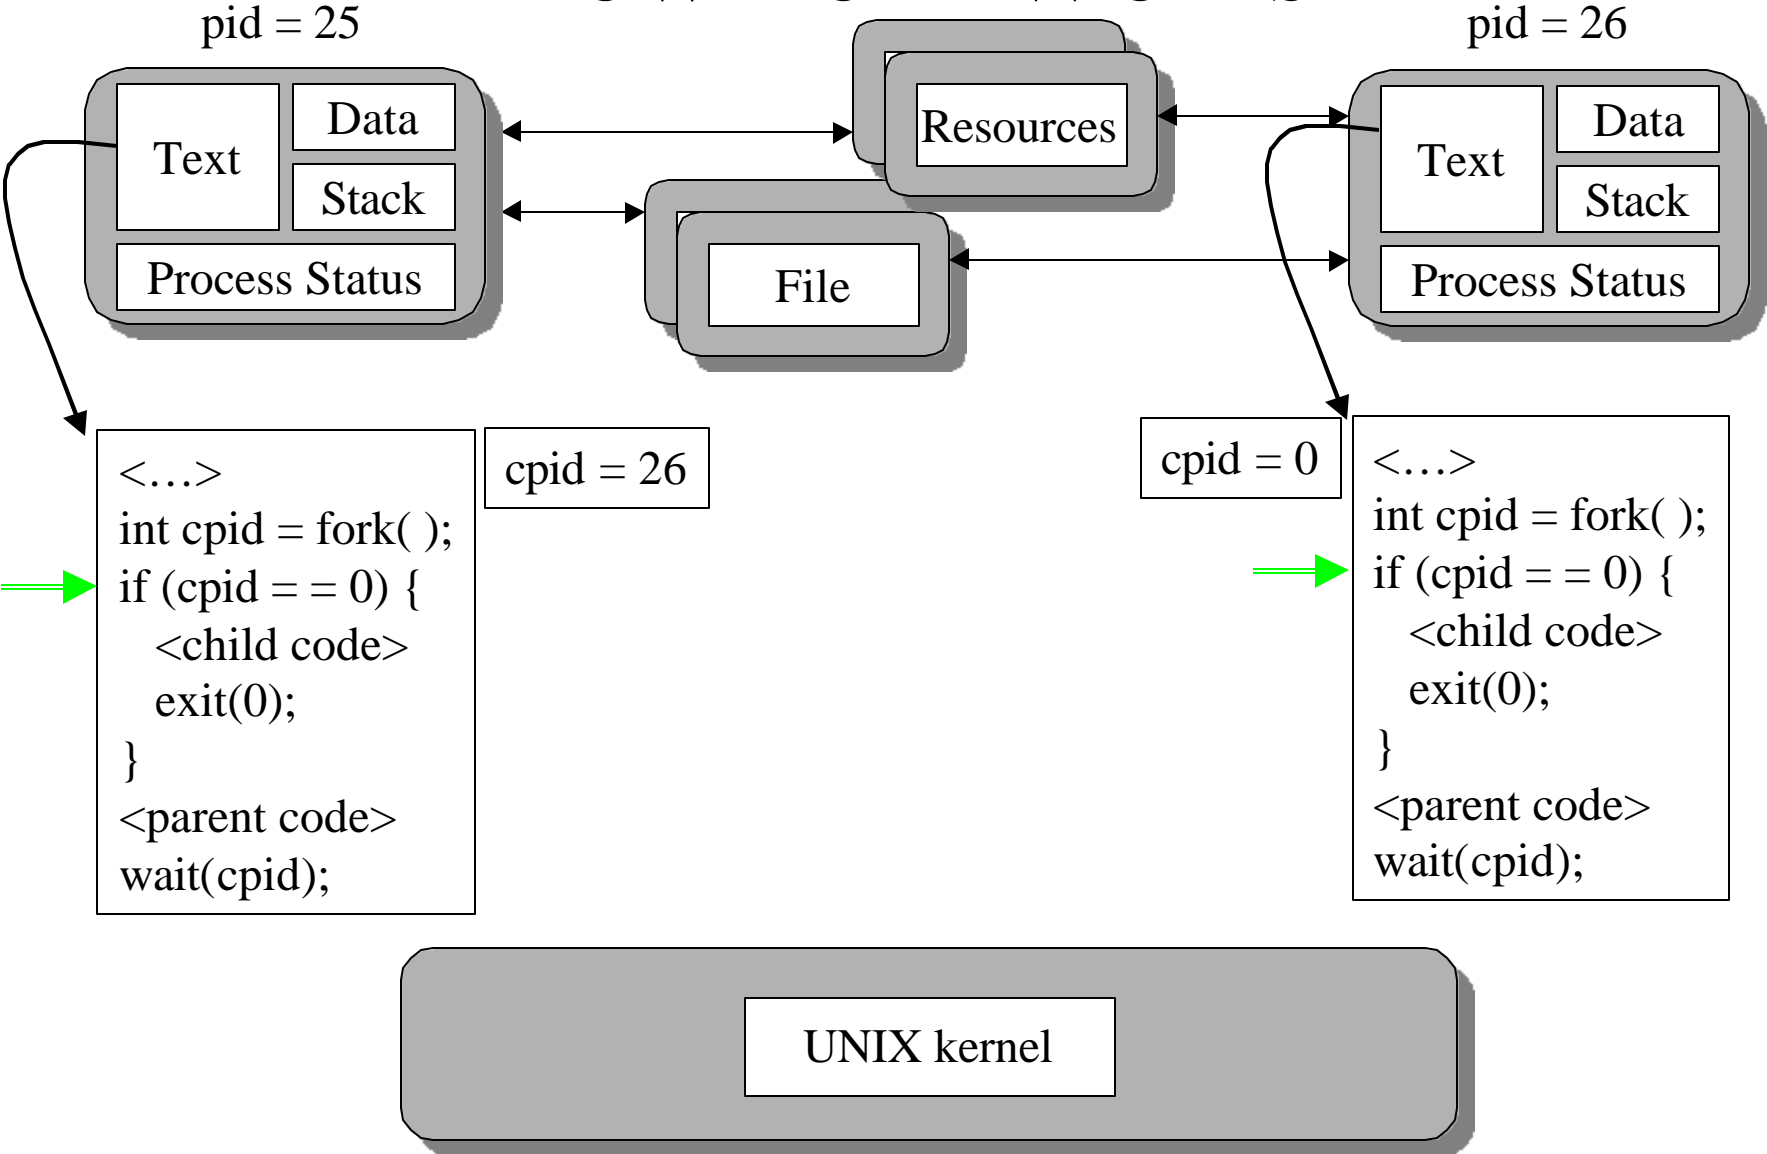 pid = 25
pid = 26
Text
Data
Stack
Process Status
Resources
File
Text
Data
Stack
Process Status
<...>
int cpid = fork( );
if (cpid = = 0) {
<child code>
exit(0);
}
<parent code>
wait(cpid);
cpid = 26
cpid = 0
<...>
int cpid = fork( );
if (cpid = = 0) {
<child code>
exit(0);
}
<parent code>
wait(cpid);
UNIX kernel